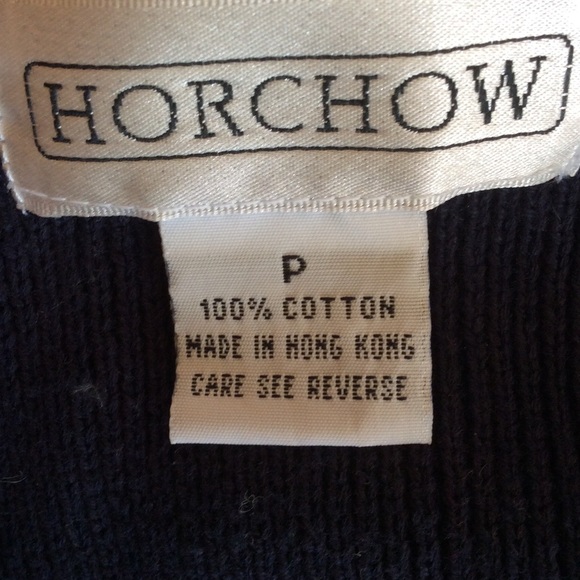 HORCHOW
P
100% COTTON
MADE IN HONG KONG
CARE SEE REVERSE